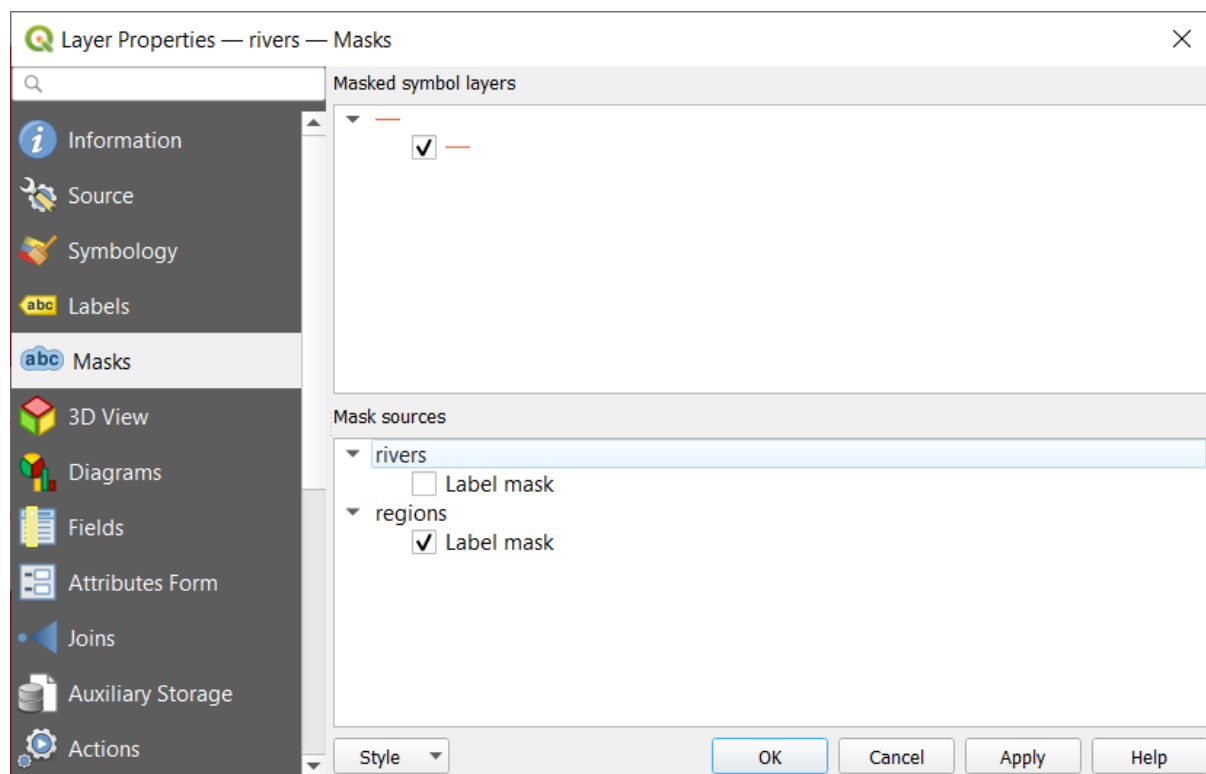 Layer Properties — rivers — Masks
Information
Source
Symbology
abc Labels
abc Masks
3D View
Diagrams
Fields
Attributes Form
Joins
Auxiliary Storage
Actions
Masked symbol layers
Mask sources
rivers
Label mask
regions
Label mask
Style
OK
Cancel
Apply
Help